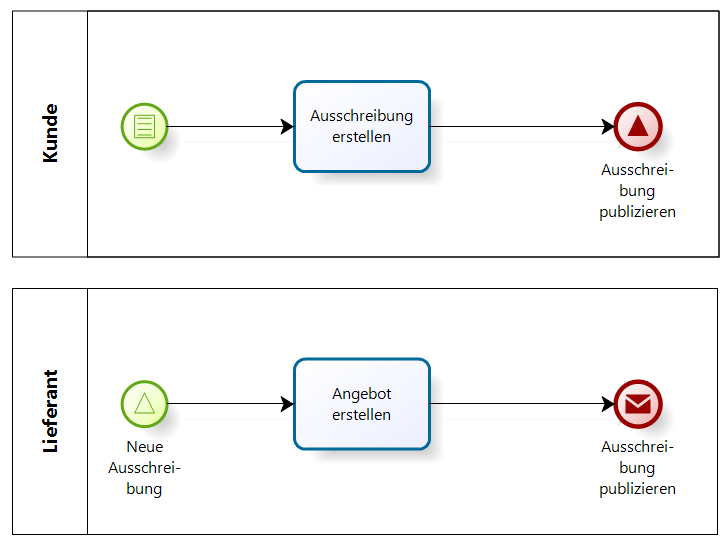 Kunde
Ausschreibung
erstellen
Ausschrei-
bung
publizieren
Lieferant
Neue
Ausschrei-
bung
Angebot
erstellen
Ausschrei-
bung
publizieren